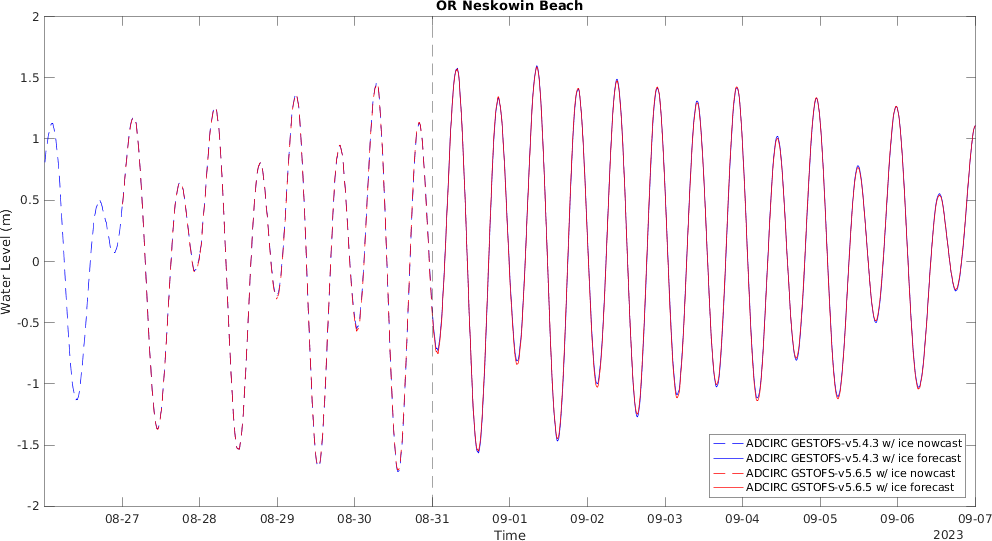 OR Neskowin Beach
2
1.5
1
0.5
0
-0.5
-1
-1.5
-2
Water Level (m)
ADCIRC GESTOFS-v5.4.3 w/ ice nowcast
ADCIRC GESTOFS-v5.4.3 w/ ice forecast
ADCIRC GSTOFS-v5.6.5 w/ ice nowcast
ADCIRC GSTOFS-v5.6.5 w/ ice forecast
08-27 08-28 08-29 08-30 08-31 09-01 09-02 09-03 09-04 09-05 09-06 09-07
Time
2023